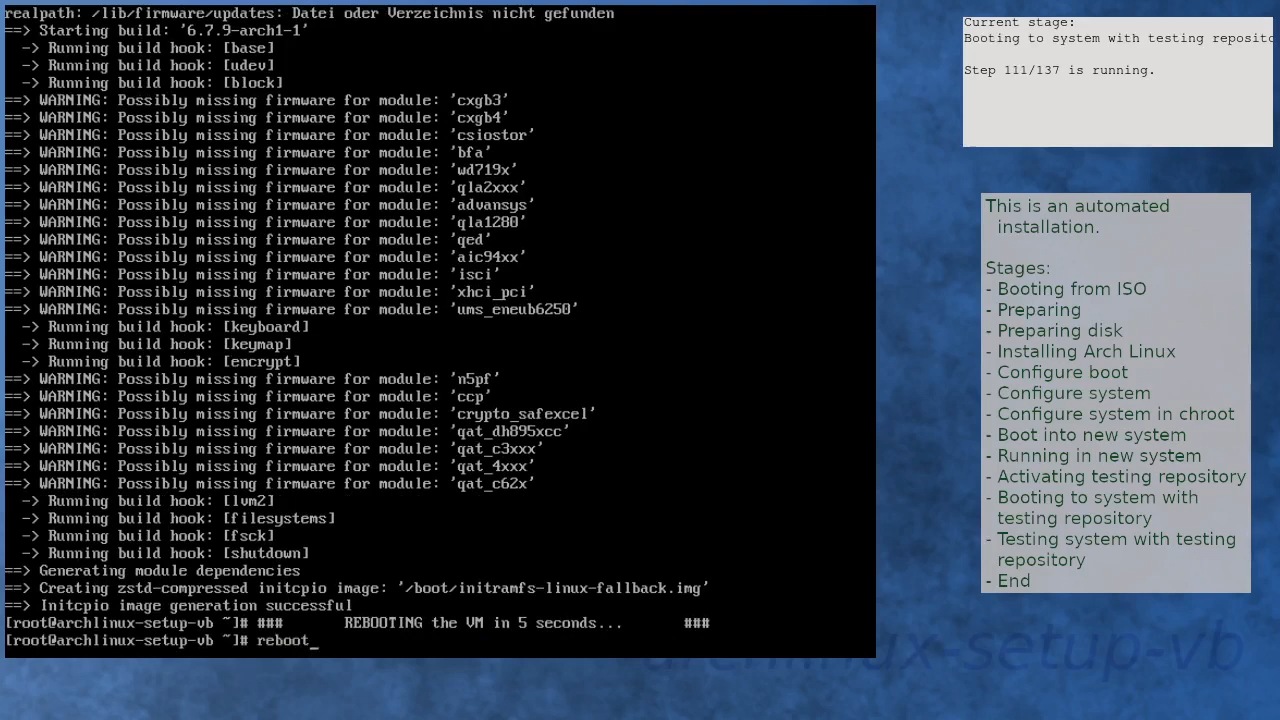 realpath: /lib/firmware/updates: Datei oder Verzeichnis nicht gefunden
==> Starting build: '6.7.9-arch1-1'
-> Running build hook: [base]
-> Running build hook: [udev]
-> Running build hook: [block]
==> WARNING: Possibly missing firmware for module: 'cxgb3'
==> WARNING: Possibly missing firmware for module: 'cxgb4'
==> WARNING: Possibly missing firmware for module: 'csiostor'
==> WARNING: Possibly missing firmware for module: 'bfa'
==> WARNING: Possibly missing firmware for module: 'wd719x'
==> WARNING: Possibly missing firmware for module: 'qla2xxx'
==> WARNING: Possibly missing firmware for module: 'advansys'
==> WARNING: Possibly missing firmware for module: 'qla1280'
==> WARNING: Possibly missing firmware for module: 'qed'
==> WARNING: Possibly missing firmware for module: 'aic94xx'
==> WARNING: Possibly missing firmware for module: 'isci'
==> WARNING: Possibly missing firmware for module: 'xhci_pci'
==> WARNING: Possibly missing firmware for module: 'ums_eneub6250'
-> Running build hook: [keyboard]
-> Running build hook: [keymap]
-> Running build hook: [encrypt]
==> WARNING: Possibly missing firmware for module: 'n5pf'
==> WARNING: Possibly missing firmware for module: 'ccp'
==> WARNING: Possibly missing firmware for module: 'crypto_safexcel'
==> WARNING: Possibly missing firmware for module: 'qat_dh895xcc'
==> WARNING: Possibly missing firmware for module: 'qat_c3xxx'
==> WARNING: Possibly missing firmware for module: 'qat_4xxx'
==> WARNING: Possibly missing firmware for module: 'qat_c62x'
-> Running build hook: [lvm2]
-> Running build hook: [filesystems]
-> Running build hook: [fsck]
-> Running build hook: [shutdown]
==> Generating module dependencies
==> Creating zstd-compressed initcpio image: '/boot/initramfs-linux-fallback.img'
==> Initcpio image generation successful
[root@archlinux-setup-vb ~]# ### REBOOTING the VM in 5 seconds... ###
[root@archlinux-setup-vb ~]# reboot_
Current stage:
Booting to system with testing reposito
Step 111/137 is running.
This is an automated
installation.
Stages:
- Booting from ISO
- Preparing
- Preparing disk
- Installing Arch Linux
- Configure boot
- Configure system
- Configure system in chroot
- Boot into new system
- Running in new system
- Activating testing repository
- Booting to system with
testing repository
- Testing system with testing
repository
- End
archlinux-setup-vb